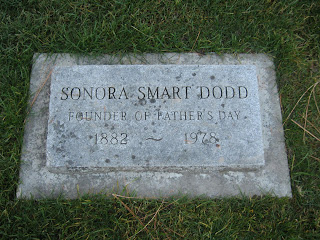 SONORA SMART DODD
FOUNDER OF FATHER'S DAY
1882 ~ 1978